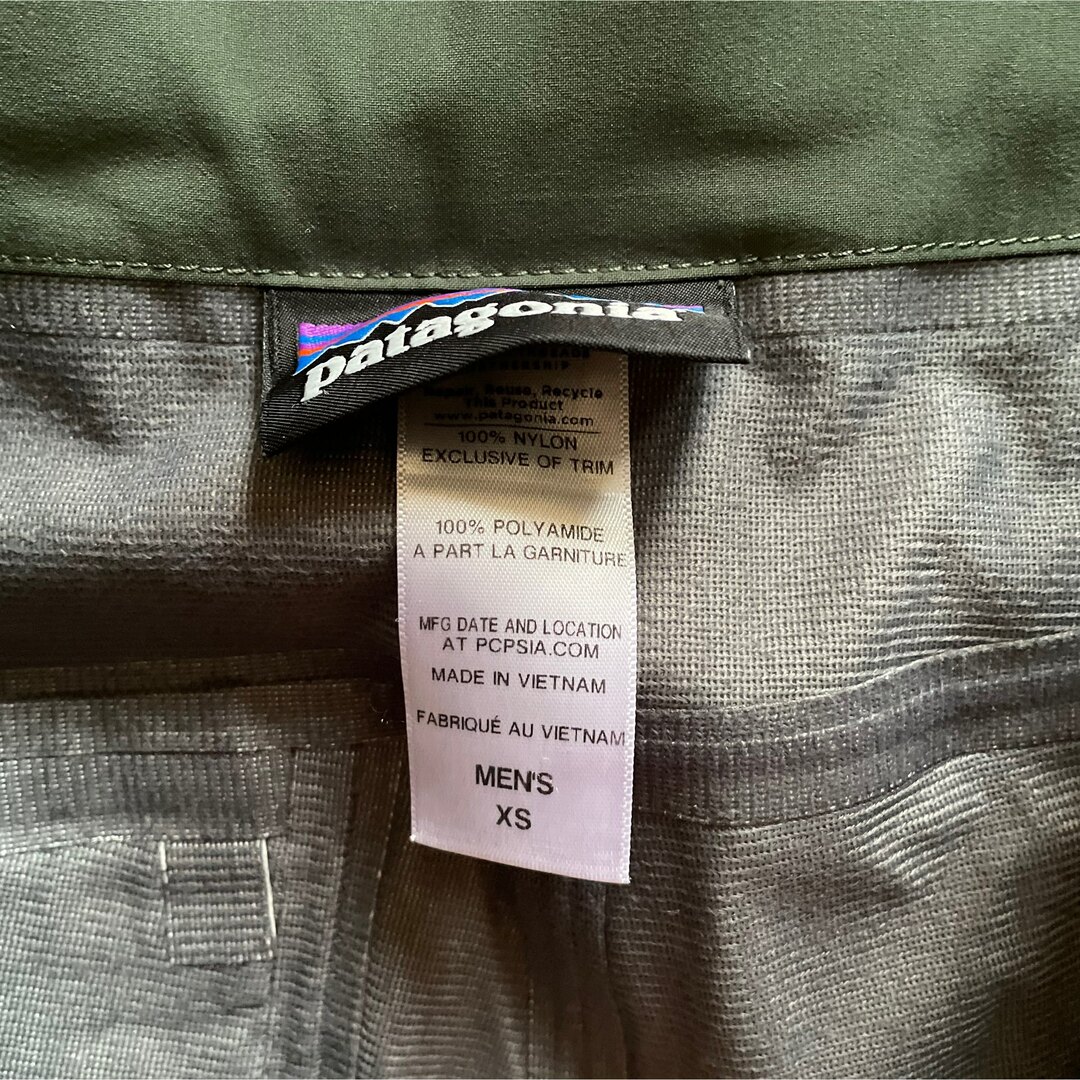 patagonia
Reuse, Recycle
This Product
www.patagonia.com
100% NYLON
EXCLUSIVE OF TRIM
100% POLYAMIDE
A PART LA GARNITURE
MFG DATE AND LOCATION
AT PCPSIA.COM
MADE IN VIETNAM
FABRIQUÉ AU VIETNAM
MEN'S
XS